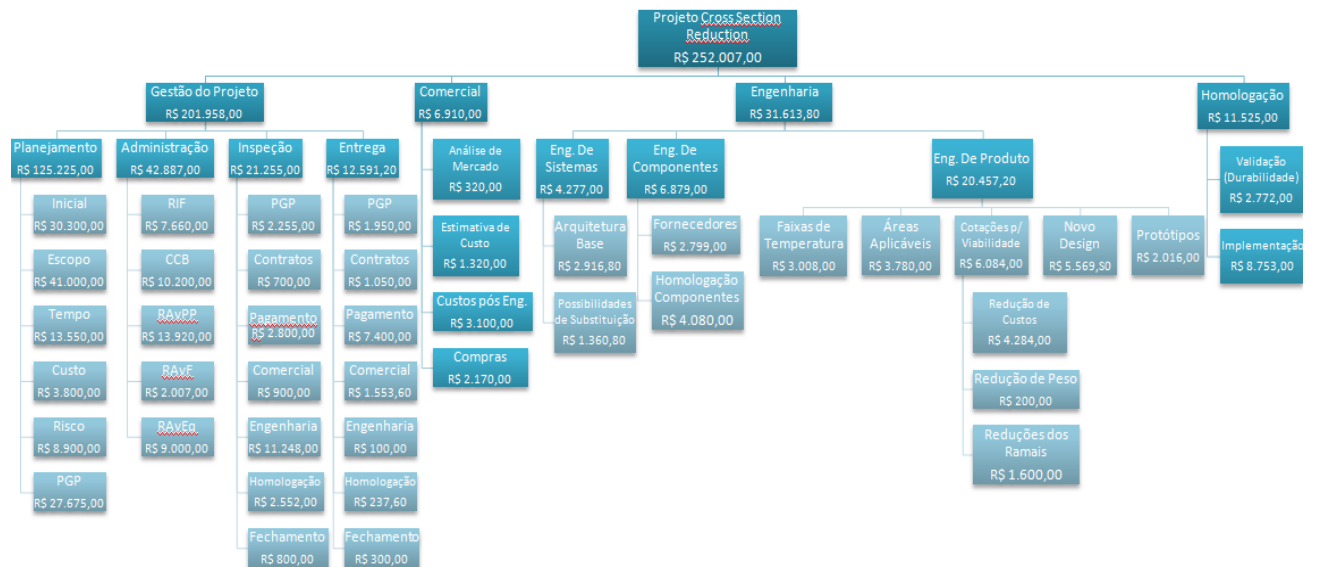 Projeto Cross Section
Reduction
R$ 252.007,00
Gestão do Projeto
R$ 201.958,00
Comercial
R$ 6.910,00
Engenharia
R$ 31.613,80
Homologação
R$ 11.525,00
Planejamento
R$ 125.225,00
Administração
R$ 42.887,00
Inspeção
R$ 21.255,00
Entrega
R$ 12.591,20
Inicial
R$ 30.300,00
Escopo
R$ 41.000,00
Tempo
R$ 13.550,00
Custo
R$ 3.800,00
Risco
R$ 8.900,00
PGP
R$ 27.675,00
RIF
R$ 7.660,00
CCB
R$ 10.200,00
RAvPP
R$ 13.920,00
RAvF
R$ 2.007,00
RAvEq
R$ 9.000,00
PGP
R$ 2.255,00
Contratos
R$ 700,00
Pagamento
R$ 2.800,00
Comercial
R$ 900,00
Engenharia
R$ 11.248,00
Homologação
R$ 2.552,00
Fechamento
R$ 800,00
PGP
R$ 1.950,00
Contratos
R$ 1.050,00
Pagamento
R$ 7.400,00
Comercial
R$ 1.553,60
Engenharia
R$ 100,00
Homologação
R$ 237,60
Fechamento
R$ 300,00
Análise de
Mercado
R$ 320,00
Estimativa de
Custo
R$ 1.320,00
Custos pós Eng.
R$ 3.100,00
Compras
R$ 2.170,00
Eng. De
Sistemas
R$ 4.277,00
Arquitetura
Base
R$ 2.916,80
Possibilidades
de Substituição
R$ 1.360,80
Eng. De
Componentes
R$ 6.879,00
Fornecedores
R$ 2.799,00
Homologação
Componentes
R$ 4.080,00
Eng. De Produto
R$ 20.457,20
Faixas de
Temperatura
R$ 3.008,00
Áreas
Aplicáveis
R$ 3.780,00
Cotações p/
Viabilidade
R$ 6.084,00
Novo
Design
R$ 5.569,S0
Protótipos
R$ 2.016,00
Redução de
Custos
R$ 4.284,00
Redução de Peso
R$ 200,00
Reduções dos
Ramais
R$ 1.600,00
Validação
(Durabilidade)
R$ 2.772,00
Implementação
R$ 8.753,00